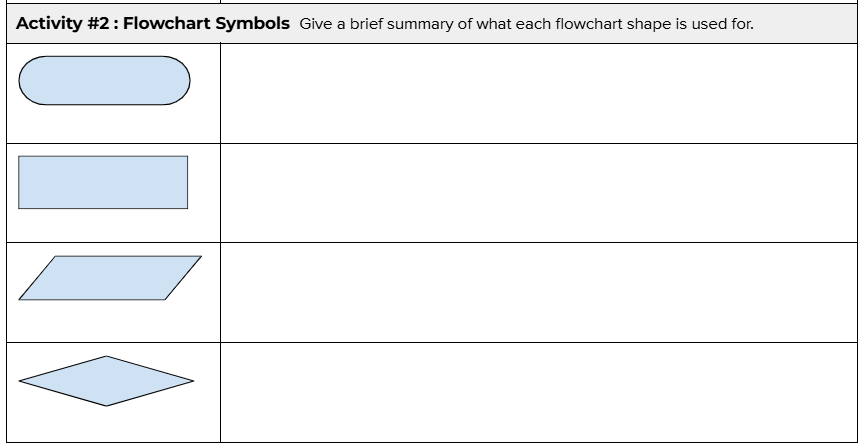 Activity #2 : Flowchart Symbols Give a brief summary of what each flowchart shape is used for.